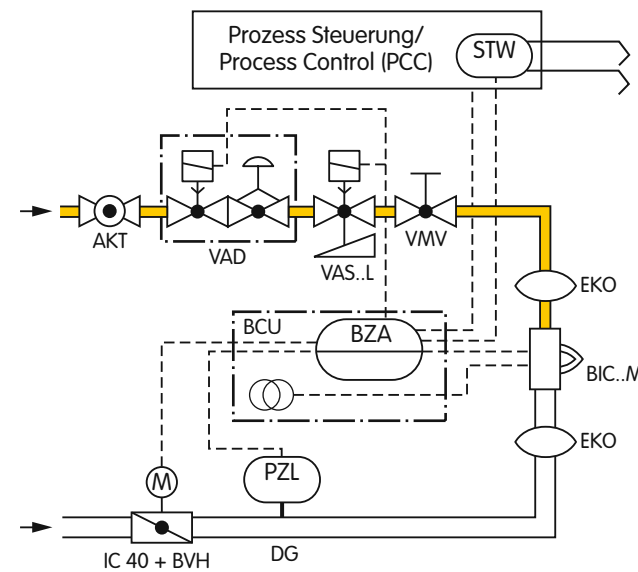 Prozess Steuerung/
Process Control (PCC)
STW
AKT
VAD
VAS..L
VMV
EKO
BCU
BZA
BIC..M
EKO
PZL
M
IC 40 + BVH
DG